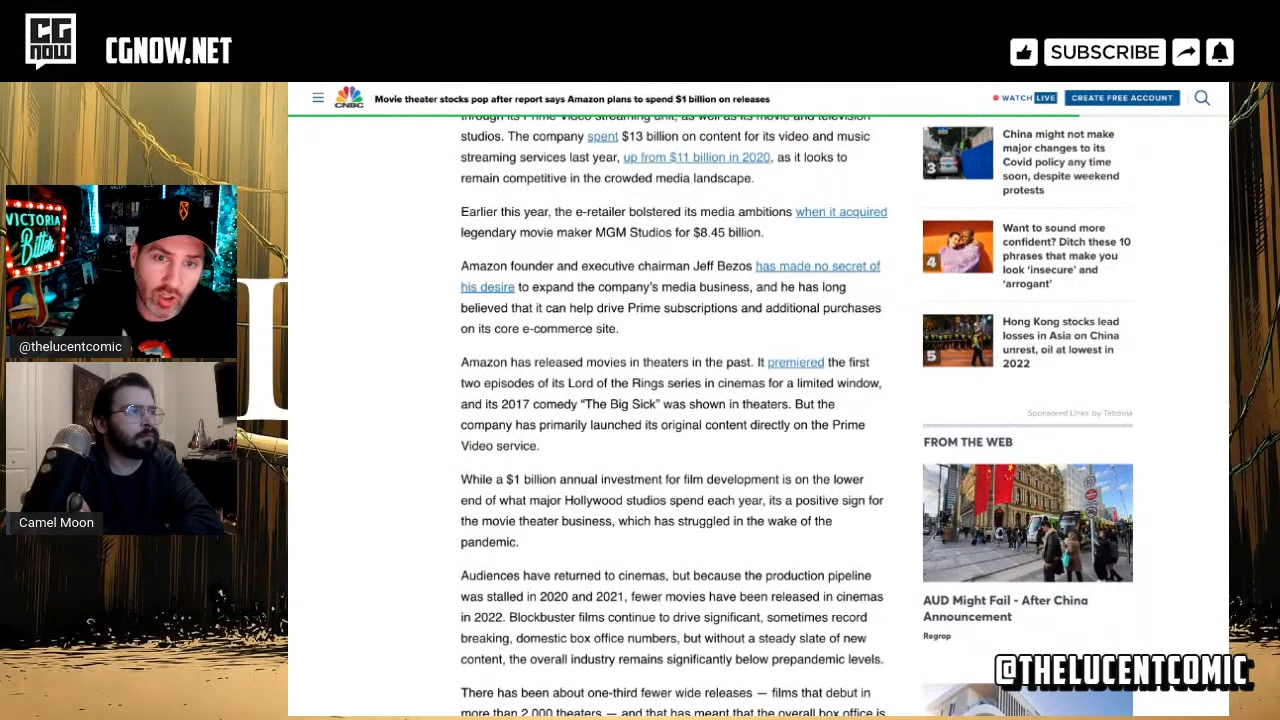 CG
NOW
CGNOW.NET
SUBSCRIBE
CNBC
Movie theater stocks pop after report says Amazon plans to spend $1 billion on releases
WATCH LIVE
CREATE FREE ACCOUNT
through its Prime Video streaming unit, as well as its movie and television
studios. The company spent $13 billion on content for its video and music
streaming services last year, up from $11 billion in 2020, as it looks to
remain competitive in the crowded media landscape.
Earlier this year, the e-retailer bolstered its media ambitions when it acquired
legendary movie maker MGM Studios for $8.45 billion.
Amazon founder and executive chairman Jeff Bezos has made no secret of
his desire to expand the company's media business, and he has long
believed that it can help drive Prime subscriptions and additional purchases
on its core e-commerce site.
Amazon has released movies in theaters in the past. It premiered the first
two episodes of its Lord of the Rings series in cinemas for a limited window,
and its 2017 comedy “The Big Sick” was shown in theaters. But the
company has primarily launched its original content directly on the Prime
Video service.
While a $1 billion annual investment for film development is on the lower
end of what major Hollywood studios spend each year, its a positive sign for
the movie theater business, which has struggled in the wake of the
pandemic.
Audiences have returned to cinemas, but because the production pipeline
was stalled in 2020 and 2021, fewer movies have been released in cinemas
in 2022. Blockbuster films continue to drive significant, sometimes record
breaking, domestic box office numbers, but without a steady slate of new
content, the overall industry remains significantly below prepandemic levels.
There has been about one-third fewer wide releases — films that debut in
more than 2,000 theaters — and that has meant that the overall box office is
3
China might not make
major changes to its
Covid policy any time
soon, despite weekend
protests
4
Want to sound more
confident? Ditch these 10
phrases that make you
look ‘insecure’ and
‘arrogant’
5
Hong Kong stocks lead
losses in Asia on China
unrest, oil at lowest in
2022
Sponsored Links by Taboola
FROM THE WEB
AUD Might Fail - After China
Announcement
Regrop
VICTORIA
Bitter
@thelucentcomic
Camel Moon
@THELUCENTCOMIC